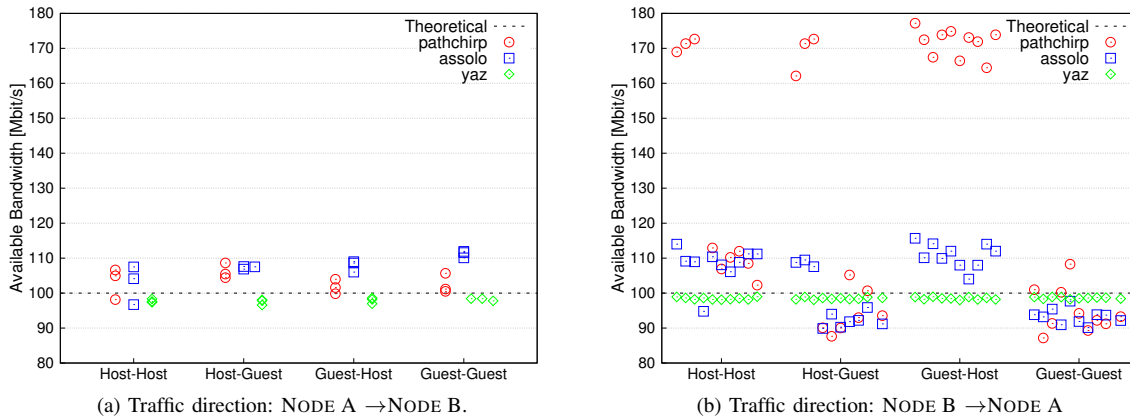 180
170
160
150
140
130
120
110
100
90
80
Available Bandwidth [Mbit/s]
Theoretical
pathchirp
assolo
yaz
Host-Host Host-Guest Guest-Host Guest-Guest
(a) Traffic direction: NODE A →NODE B.
180
170
160
150
140
130
120
110
100
90
80
Available Bandwidth [Mbit/s]
Theoretical
pathchirp
assolo
yaz
Host-Host Host-Guest Guest-Host Guest-Guest
(b) Traffic direction: NODE B →NODE A